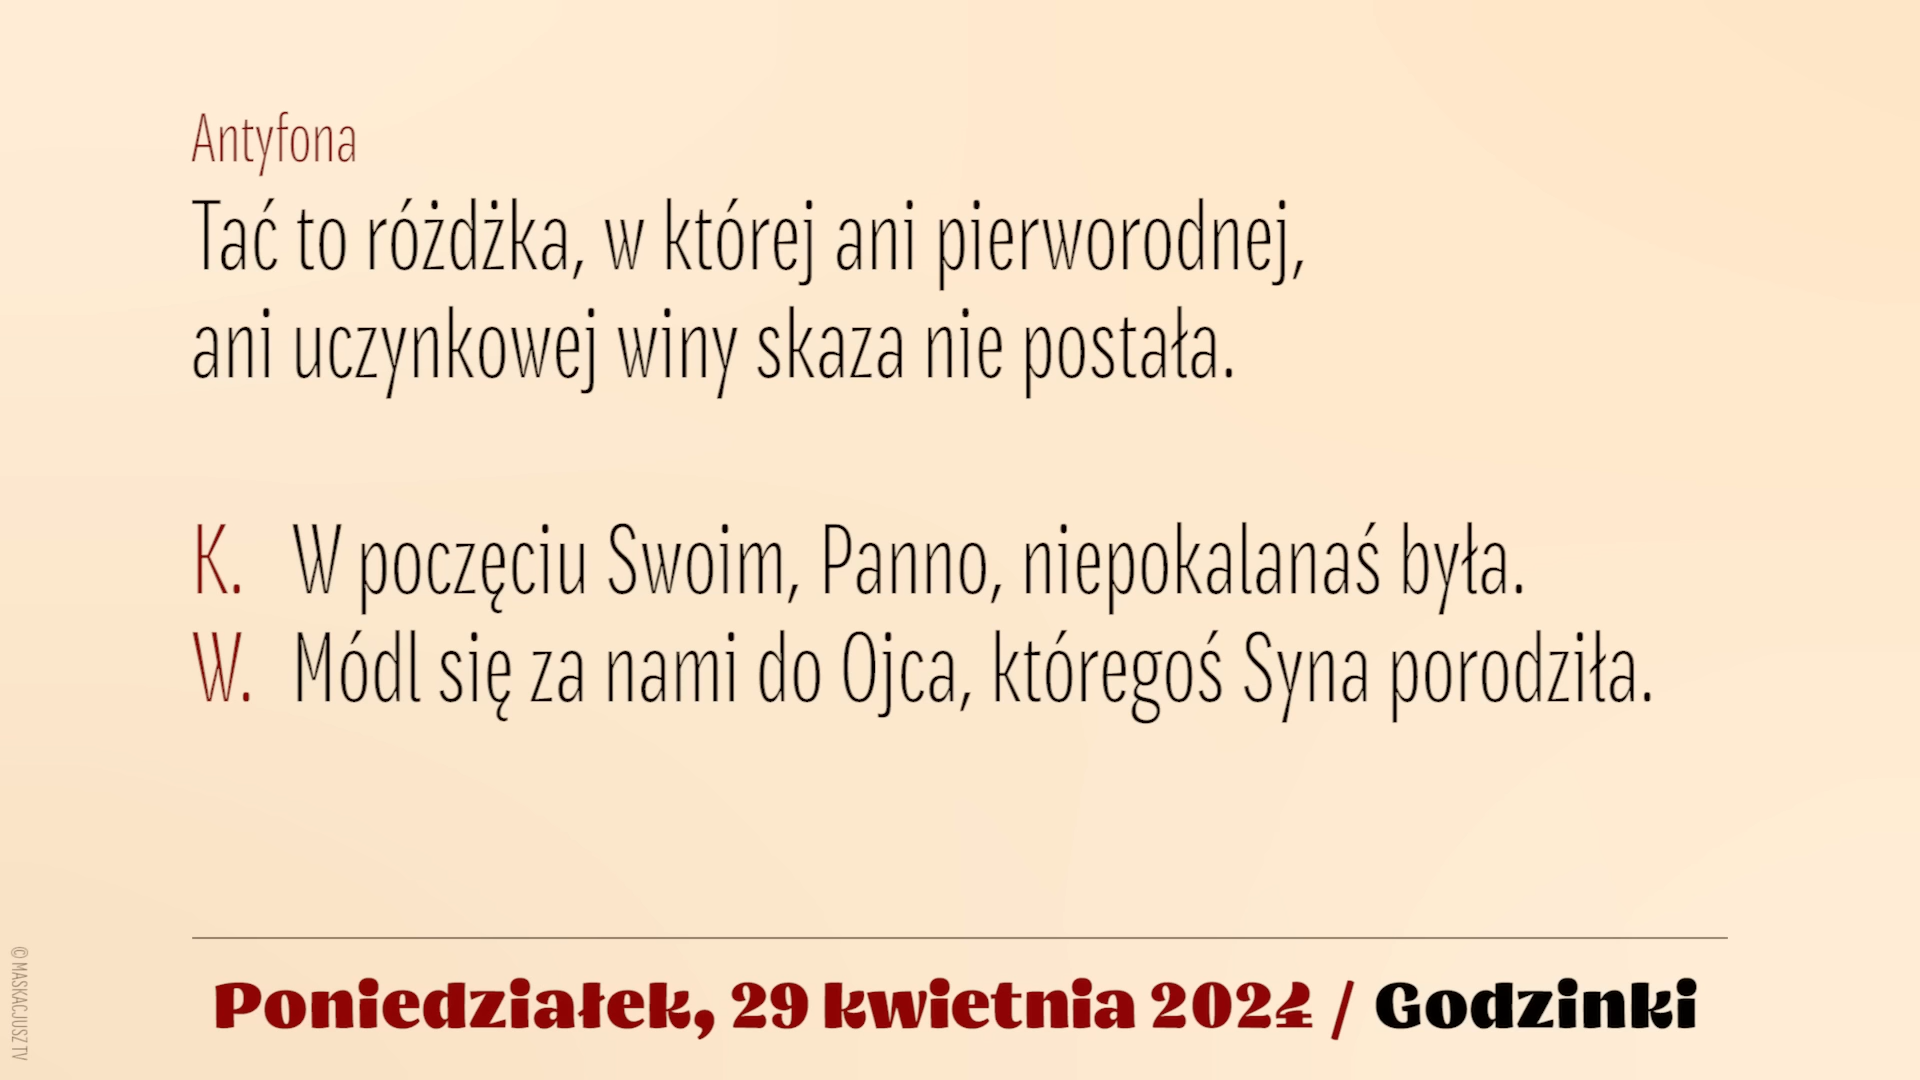 Antyfona
Tać to różdżka, w której ani pierworodnej,
ani uczynkowej winy skaza nie postała.
K. W poczęciu Swoim, Panno, niepokalanaś była.
W. Módl się za nami do Ojca, któregoś Syna porodziła.
Poniedziałek, 29 kwietnia 2024 / Godzinki
© MASKACJUSZ TV